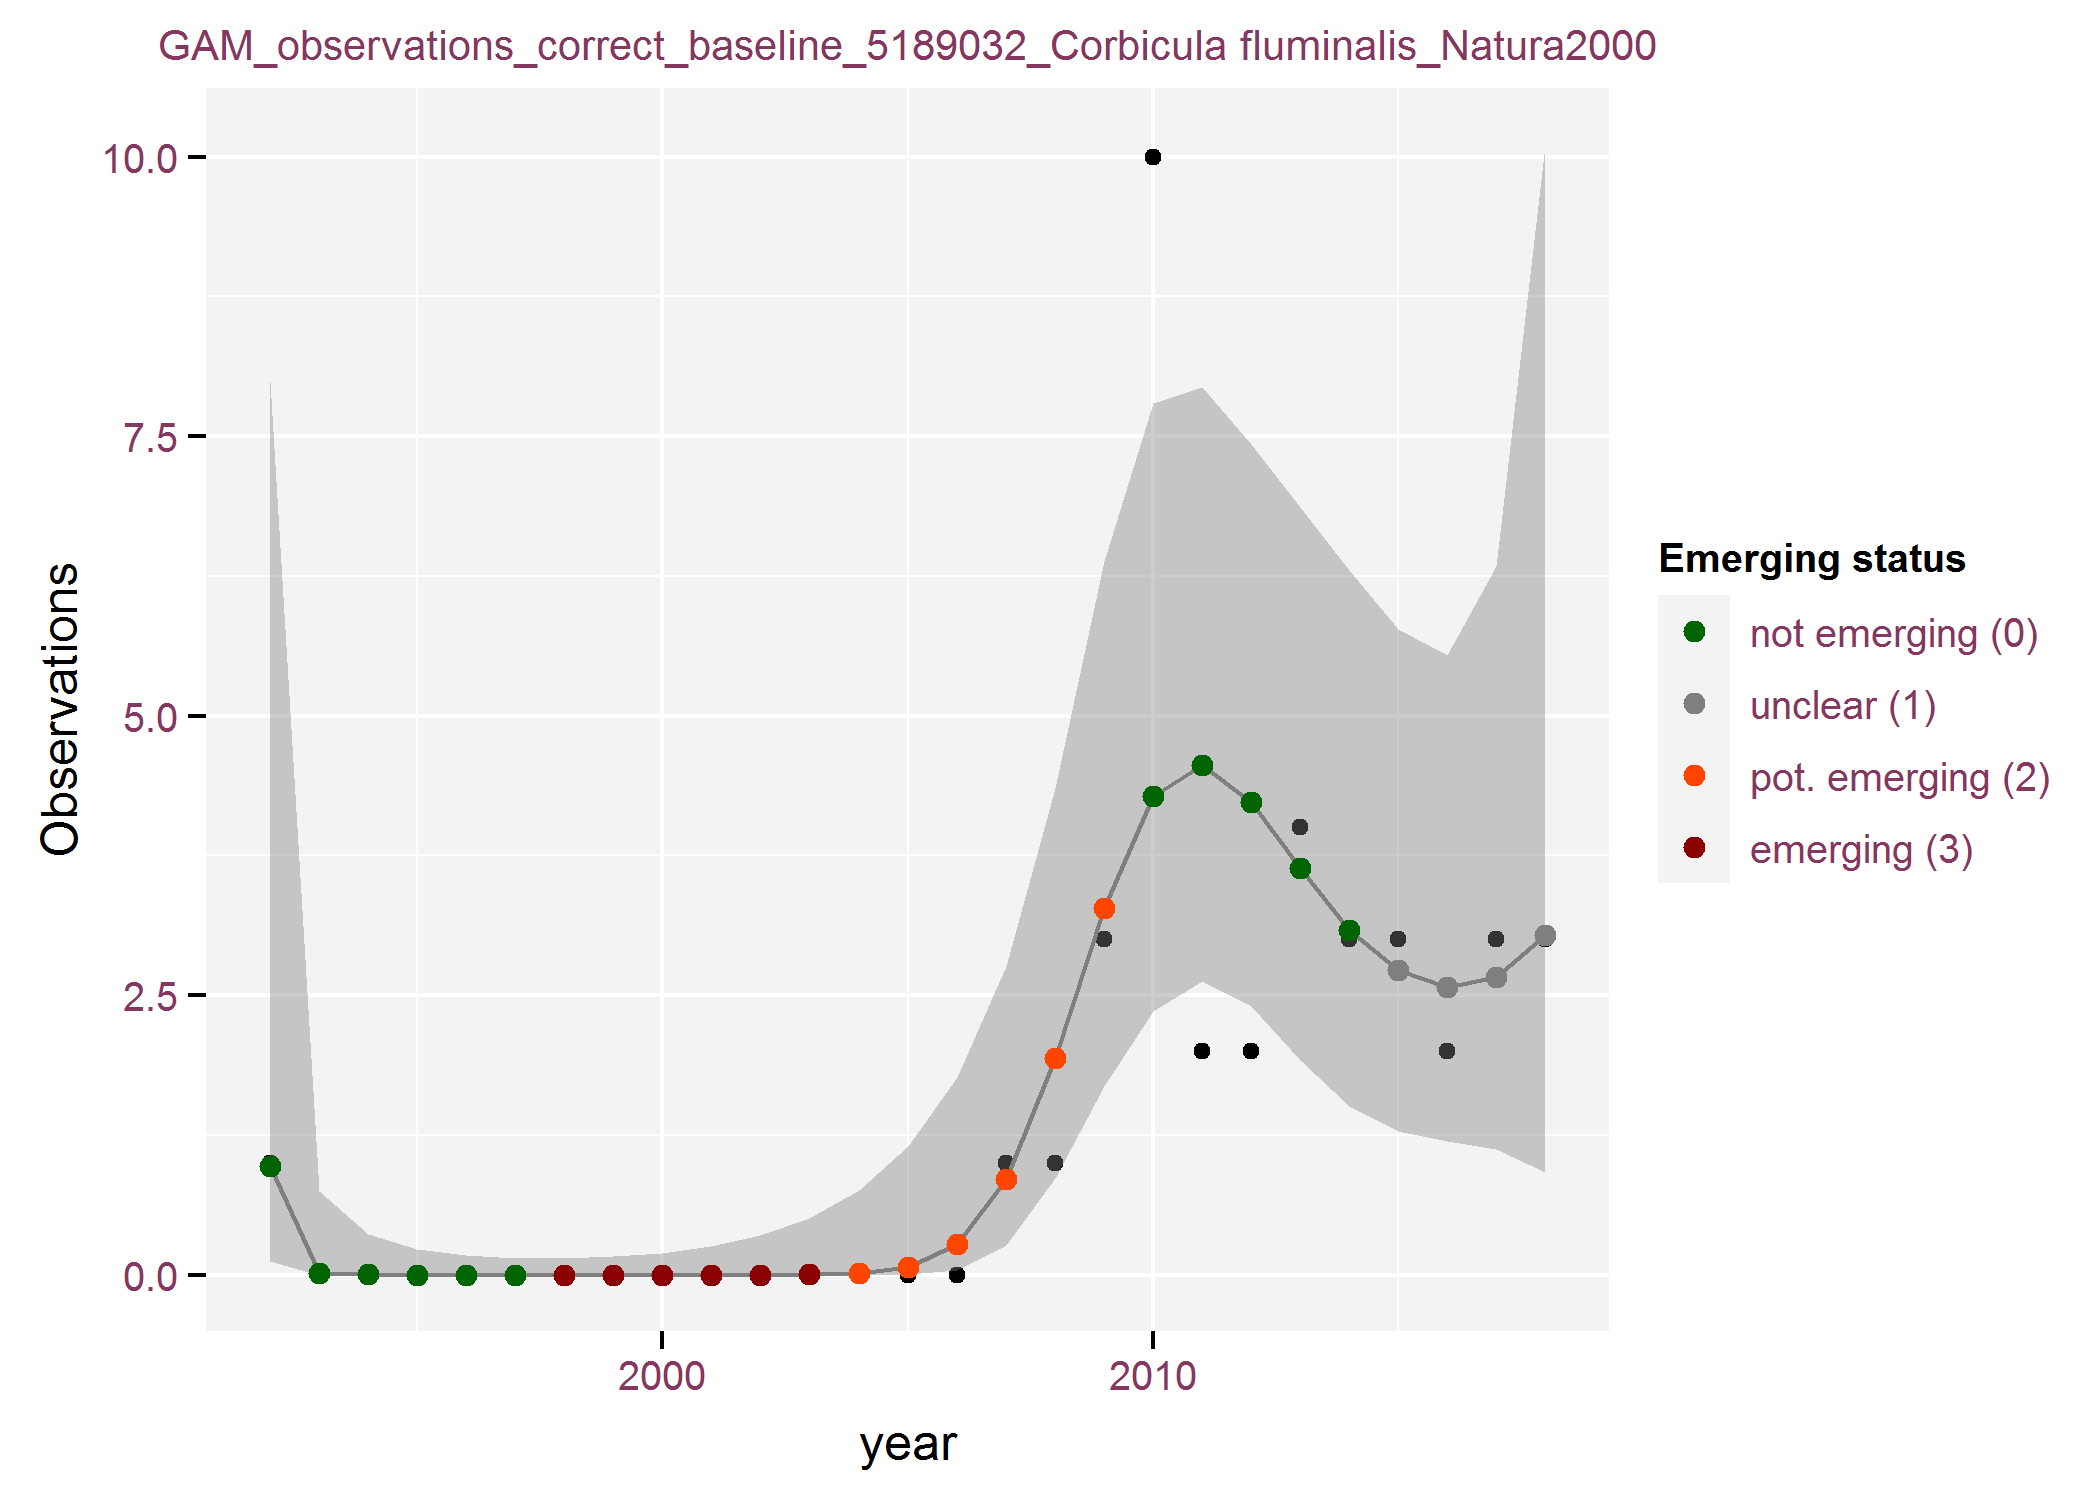 GAM_observations_correct_baseline_5189032_Corbicula fluminalis_Natura2000
10.0
7.5
5.0
2.5
0.0
Observations
2000
2010
year
Emerging status
not emerging (0)
unclear (1)
pot. emerging (2)
emerging (3)